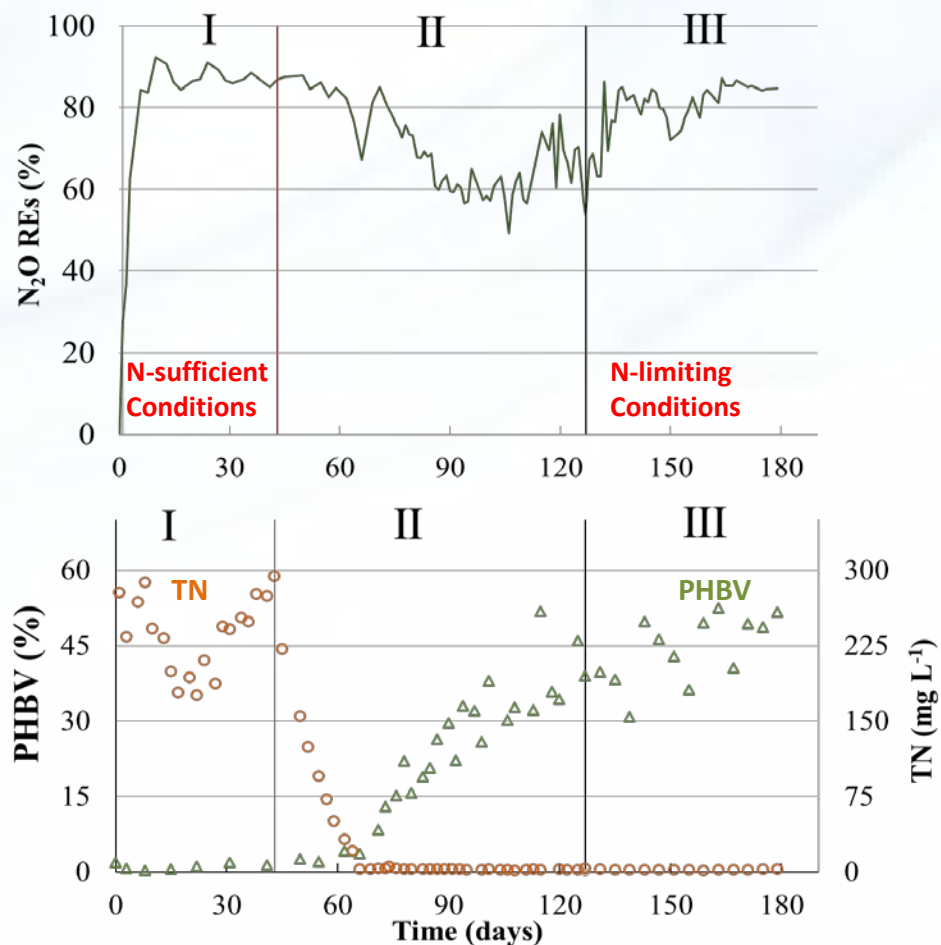 I II III
100
80
60
40
20
0
N₂O REs (%)
N-sufficient
Conditions
N-limiting
Conditions
0 30 60 90 120 150 180
I II III
60
45
30
15
0
PHBV (%)
TN
PHBV
300
225
150
75
0
TN (mg L⁻¹)
0 30 60 90 120 150 180
Time (days)